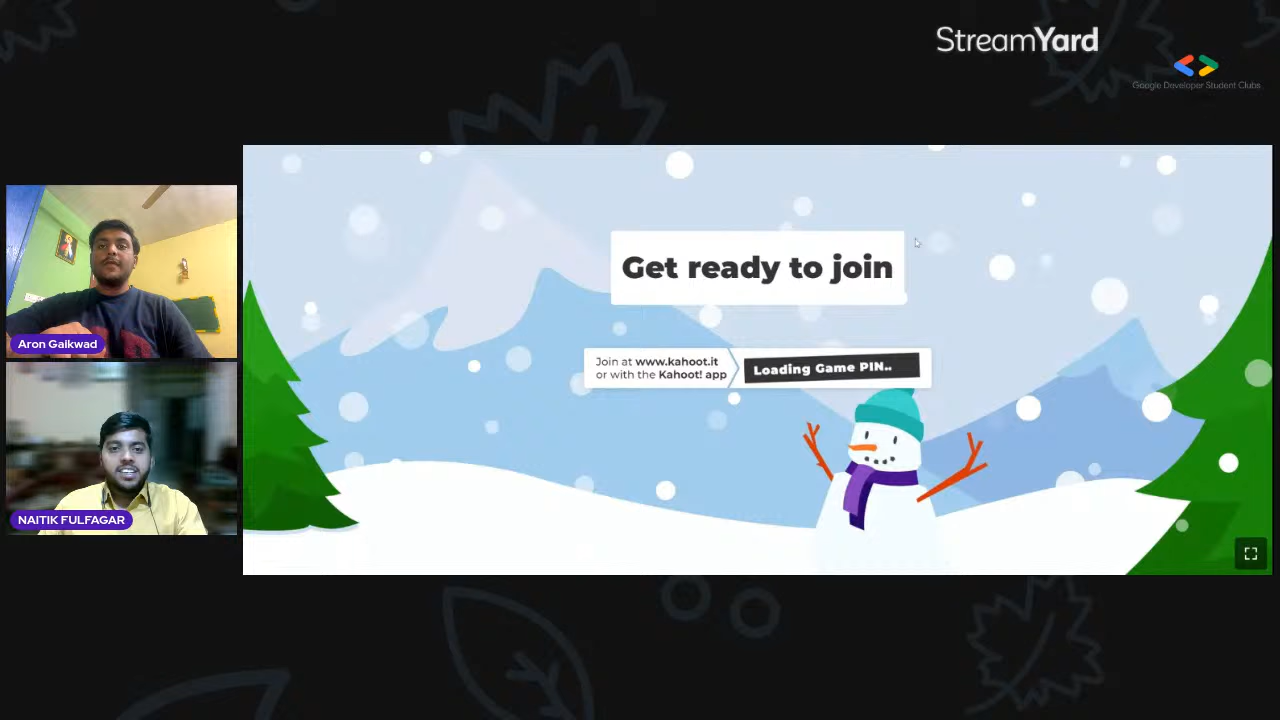 StreamYard
Google Developer Student Clubs
Get ready to join
Join at www.kahoot.it
or with the Kahoot! app
Loading Game PIN..
Aron Gaikwad
NAITIK FULFAGAR